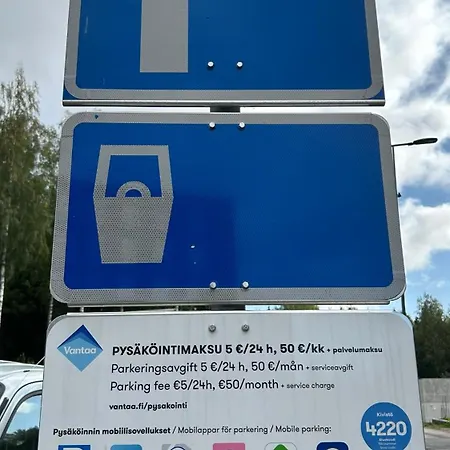 Vantaa
PYSÄKÖINTIMAKSU 5 €/24 h, 50 €/kk + palvelumaksu
Parkeringsavgift 5 €/24 h, 50 €/mån + serviceavgift
Parking fee €5/24h, €50/month + service charge
vantaa.fi/pysakointi
Pysäköinnin mobiilisovellukset / Mobilappar för parkering / Mobile parking:
Kivistö
4220